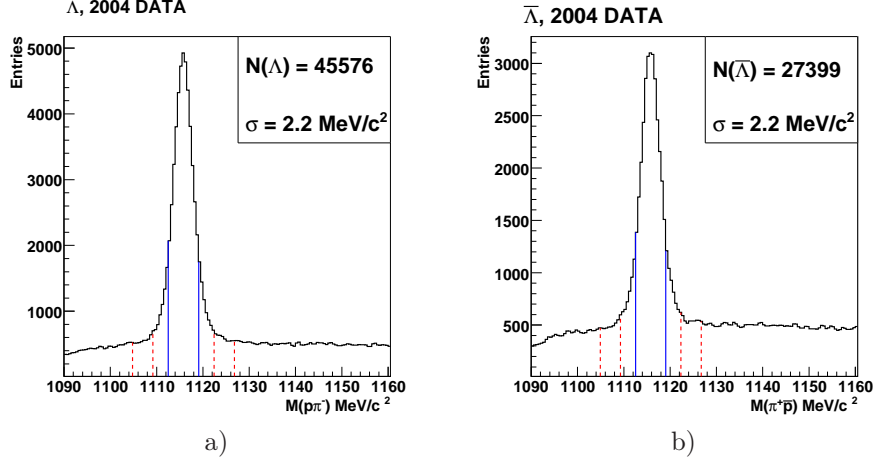 Λ, 2004 DATA
Entries
5000
4000
3000
2000
1000
N(Λ) = 45576
σ = 2.2 MeV/c²
1090 1100 1110 1120 1130 1140 1150 1160
M(pπ⁻) MeV/c²
a)
Λ̅, 2004 DATA
Entries
3000
2500
2000
1500
1000
500
N(Λ̅) = 27399
σ = 2.2 MeV/c²
1090 1100 1110 1120 1130 1140 1150 1160
M(π⁺p̅) MeV/c²
b)